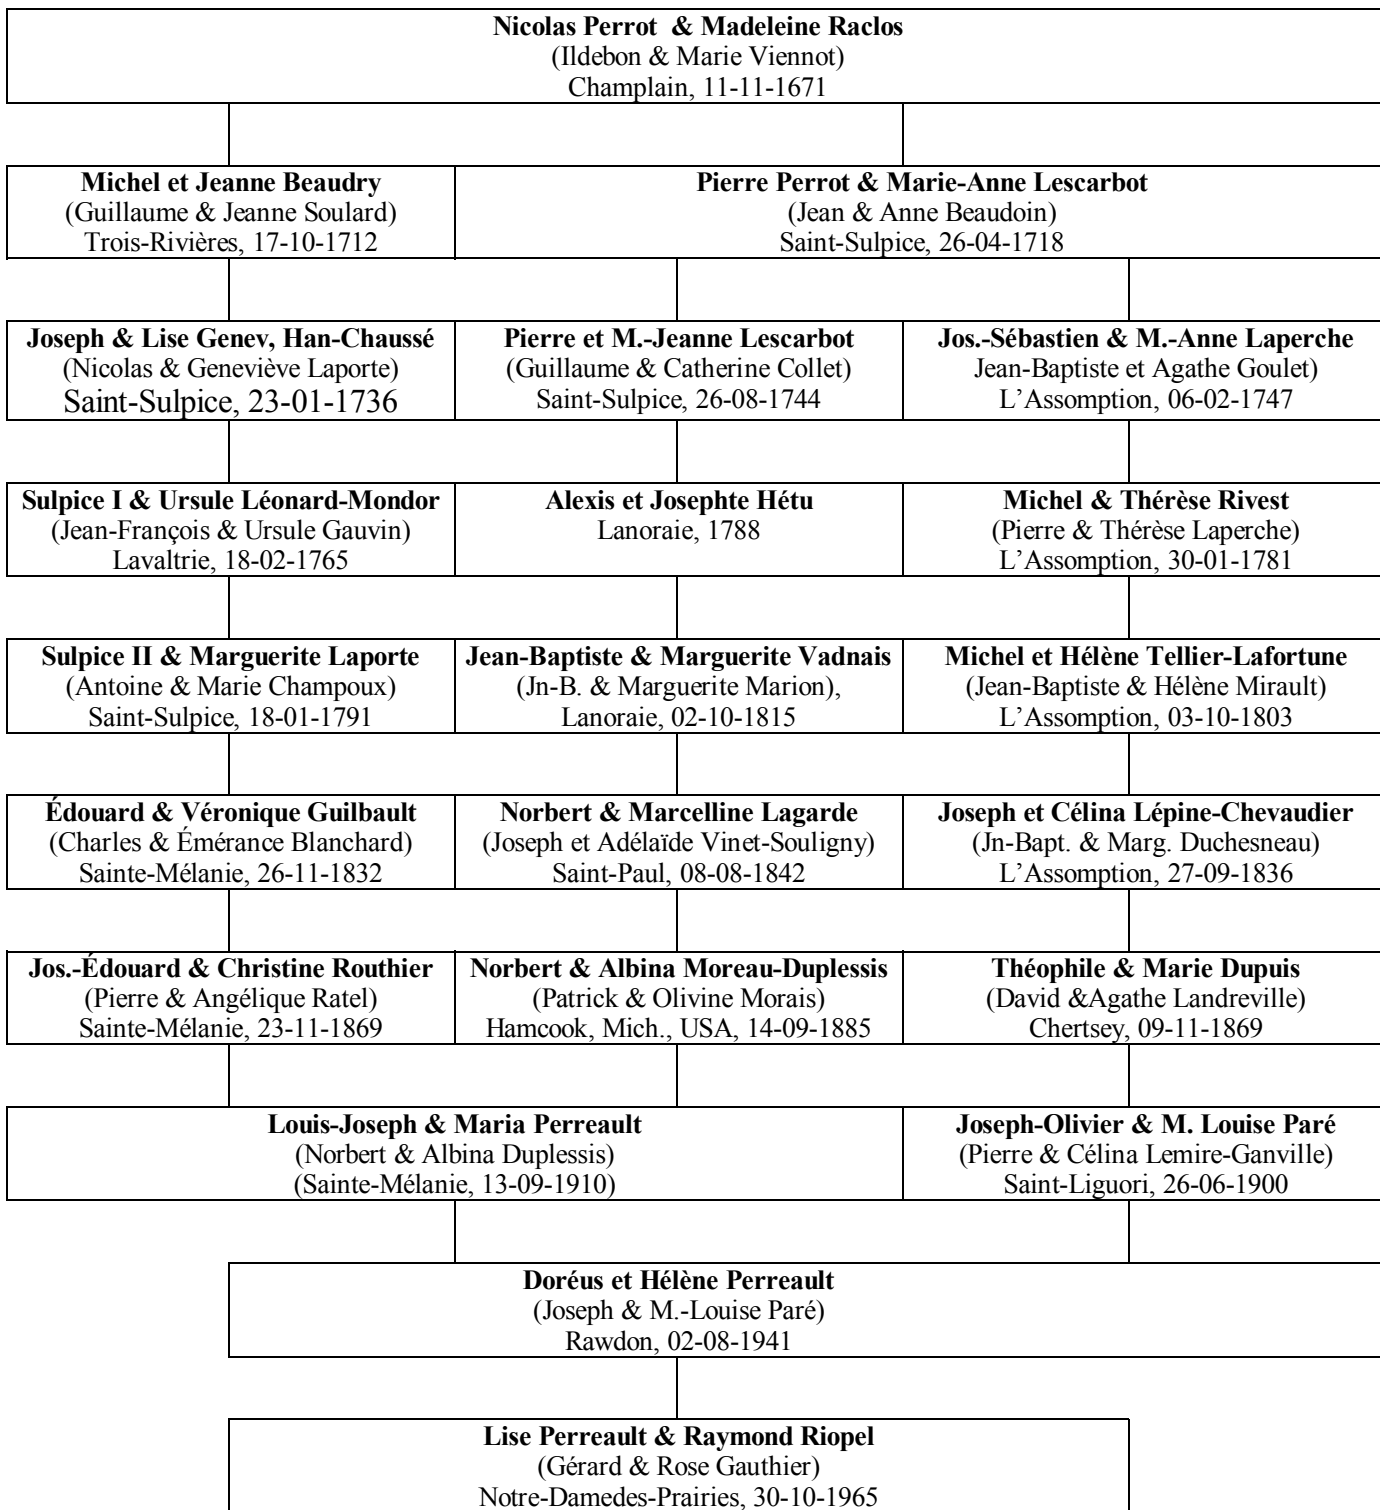 Nicolas Perrot & Madeleine Raclos
(Ildebon & Marie Viennot)
Champlain, 11-11-1671
Michel et Jeanne Beaudry
(Guillaume & Jeanne Soulard)
Trois-Rivières, 17-10-1712
Pierre Perrot & Marie-Anne Lescarbot
(Jean & Anne Beaudoin)
Saint-Sulpice, 26-04-1718
Joseph & Lise Genev, Han-Chaussé
(Nicolas & Geneviève Laporte)
Saint-Sulpice, 23-01-1736
Pierre et M.-Jeanne Lescarbot
(Guillaume & Catherine Collet)
Saint-Sulpice, 26-08-1744
Jos.-Sébastien & M.-Anne Laperche
Jean-Baptiste et Agathe Goulet)
L'Assomption, 06-02-1747
Sulpice I & Ursule Léonard-Mondor
(Jean-François & Ursule Gauvin)
Lavaltrie, 18-02-1765
Alexis et Josephte Hétu
Lanoraie, 1788
Michel & Thérèse Rivest
(Pierre & Thérèse Laperche)
L'Assomption, 30-01-1781
Sulpice II & Marguerite Laporte
(Antoine & Marie Champoux)
Saint-Sulpice, 18-01-1791
Jean-Baptiste & Marguerite Vadnais
(Jn-B. & Marguerite Marion),
Lanoraie, 02-10-1815
Michel et Hélène Tellier-Lafortune
(Jean-Baptiste & Hélène Mirault)
L'Assomption, 03-10-1803
Édouard & Véronique Guilbault
(Charles & Émérance Blanchard)
Sainte-Mélanie, 26-11-1832
Norbert & Marcelline Lagarde
(Joseph et Adélaïde Vinet-Souligny)
Saint-Paul, 08-08-1842
Joseph et Célina Lépine-Chevaudier
(Jn-Bapt. & Marg. Duchesneau)
L'Assomption, 27-09-1836
Jos.-Édouard & Christine Routhier
(Pierre & Angélique Ratel)
Sainte-Mélanie, 23-11-1869
Norbert & Albina Moreau-Duplessis
(Patrick & Olivine Morais)
Hamcook, Mich., USA, 14-09-1885
Théophile & Marie Dupuis
(David &Agathe Landreville)
Chertsey, 09-11-1869
Louis-Joseph & Maria Perreault
(Norbert & Albina Duplessis)
(Sainte-Mélanie, 13-09-1910)
Joseph-Olivier & M. Louise Paré
(Pierre & Célina Lemire-Ganville)
Saint-Liguori, 26-06-1900
Doréus et Hélène Perreault
(Joseph & M.-Louise Paré)
Rawdon, 02-08-1941
Lise Perreault & Raymond Riopel
(Gérard & Rose Gauthier)
Notre-Damedes-Prairies, 30-10-1965